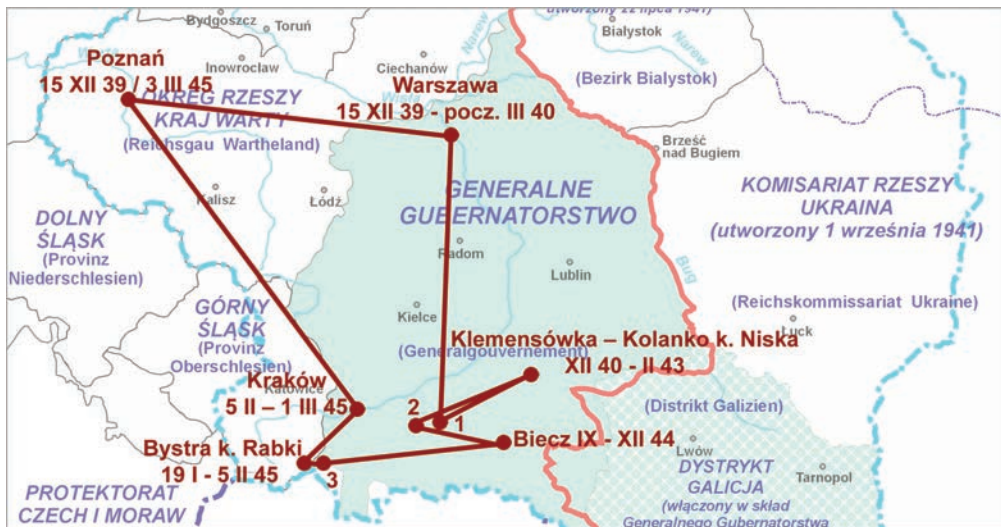 utworzony 22 lipca 1941)
Bydgoszcz
Toruń
Białystok
Narew
Narew
Poznań
15 XII 39 / 3 III 45
Warta
Inowrocław
Ciechanów
Wisła
(Bezirk Bialystok)
Warszawa
15 XII 39 - pocz. III 40
OKRĘG RZESZY
KRAJ WARTY
(Reichsgau Wartheland)
Brześć
nad Bugiem
Kalisz
Łódź
GENERALNE
GUBERNATORSTWO
KOMISARIAT RZESZY
UKRAINA
(utworzony 1 września 1941)
DOLNY
ŚLĄSK
(Provinz
Niederschlesien)
Radom
Lublin
Bug
GÓRNY
ŚLĄSK
(Provinz
Oberschlesien)
Kielce
(Reichskommissariat Ukraine)
Łuck
Klemensówka – Kolanko k. Niska
XII 40 - II 43
(Generalgouvernement)
Katowice
Kraków
5 II – 1 III 45
2
1
(Distrikt Galizien)
Bystra k. Rabki
19 I - 5 II 45
3
Biecz IX - XII 44
Lwów
Tarnopol
DYSTRYKT
GALICJA
(włączony w skład
Generalnego Gubernatorstwa
PROTEKTORAT
CZECH I MORAW